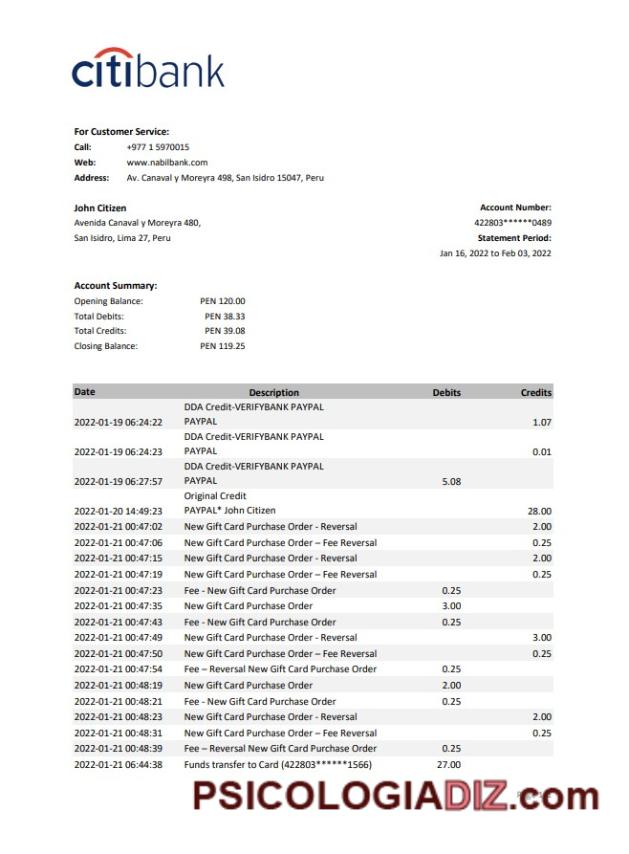 citibank
For Customer Service:
Call: +977 1 5970015
Web: www.nabilbank.com
Address: Av. Canaval y Moreyra 498, San Isidro 15047, Peru
John Citizen Account Number:
Avenida Canaval y Moreyra 480, 422803******0489
San Isidro, Lima 27, Peru Statement Period:
Jan 16, 2022 to Feb 03, 2022
Account Summary:
Opening Balance: PEN 120.00
Total Debits: PEN 38.33
Total Credits: PEN 39.08
Closing Balance: PEN 119.25
Date Description Debits Credits
DDA Credit-VERIFYBANK PAYPAL
2022-01-19 06:24:22 PAYPAL 1.07
DDA Credit-VERIFYBANK PAYPAL
2022-01-19 06:24:23 PAYPAL 0.01
DDA Credit-VERIFYBANK PAYPAL
2022-01-19 06:27:57 PAYPAL 5.08
Original Credit
2022-01-20 14:49:23 PAYPAL* John Citizen 28.00
2022-01-21 00:47:02 New Gift Card Purchase Order - Reversal 2.00
2022-01-21 00:47:06 New Gift Card Purchase Order – Fee Reversal 0.25
2022-01-21 00:47:15 New Gift Card Purchase Order - Reversal 2.00
2022-01-21 00:47:19 New Gift Card Purchase Order – Fee Reversal 0.25
2022-01-21 00:47:23 Fee - New Gift Card Purchase Order 0.25
2022-01-21 00:47:35 New Gift Card Purchase Order 3.00
2022-01-21 00:47:43 Fee - New Gift Card Purchase Order 0.25
2022-01-21 00:47:49 New Gift Card Purchase Order - Reversal 3.00
2022-01-21 00:47:50 New Gift Card Purchase Order – Fee Reversal 0.25
2022-01-21 00:47:54 Fee – Reversal New Gift Card Purchase Order 0.25
2022-01-21 00:48:19 New Gift Card Purchase Order 2.00
2022-01-21 00:48:21 Fee - New Gift Card Purchase Order 0.25
2022-01-21 00:48:23 New Gift Card Purchase Order - Reversal 2.00
2022-01-21 00:48:31 New Gift Card Purchase Order – Fee Reversal 0.25
2022-01-21 00:48:39 Fee – Reversal New Gift Card Purchase Order 0.25
2022-01-21 06:44:38 Funds transfer to Card (422803******1566) 27.00
PSICOLOGIADIZ.com